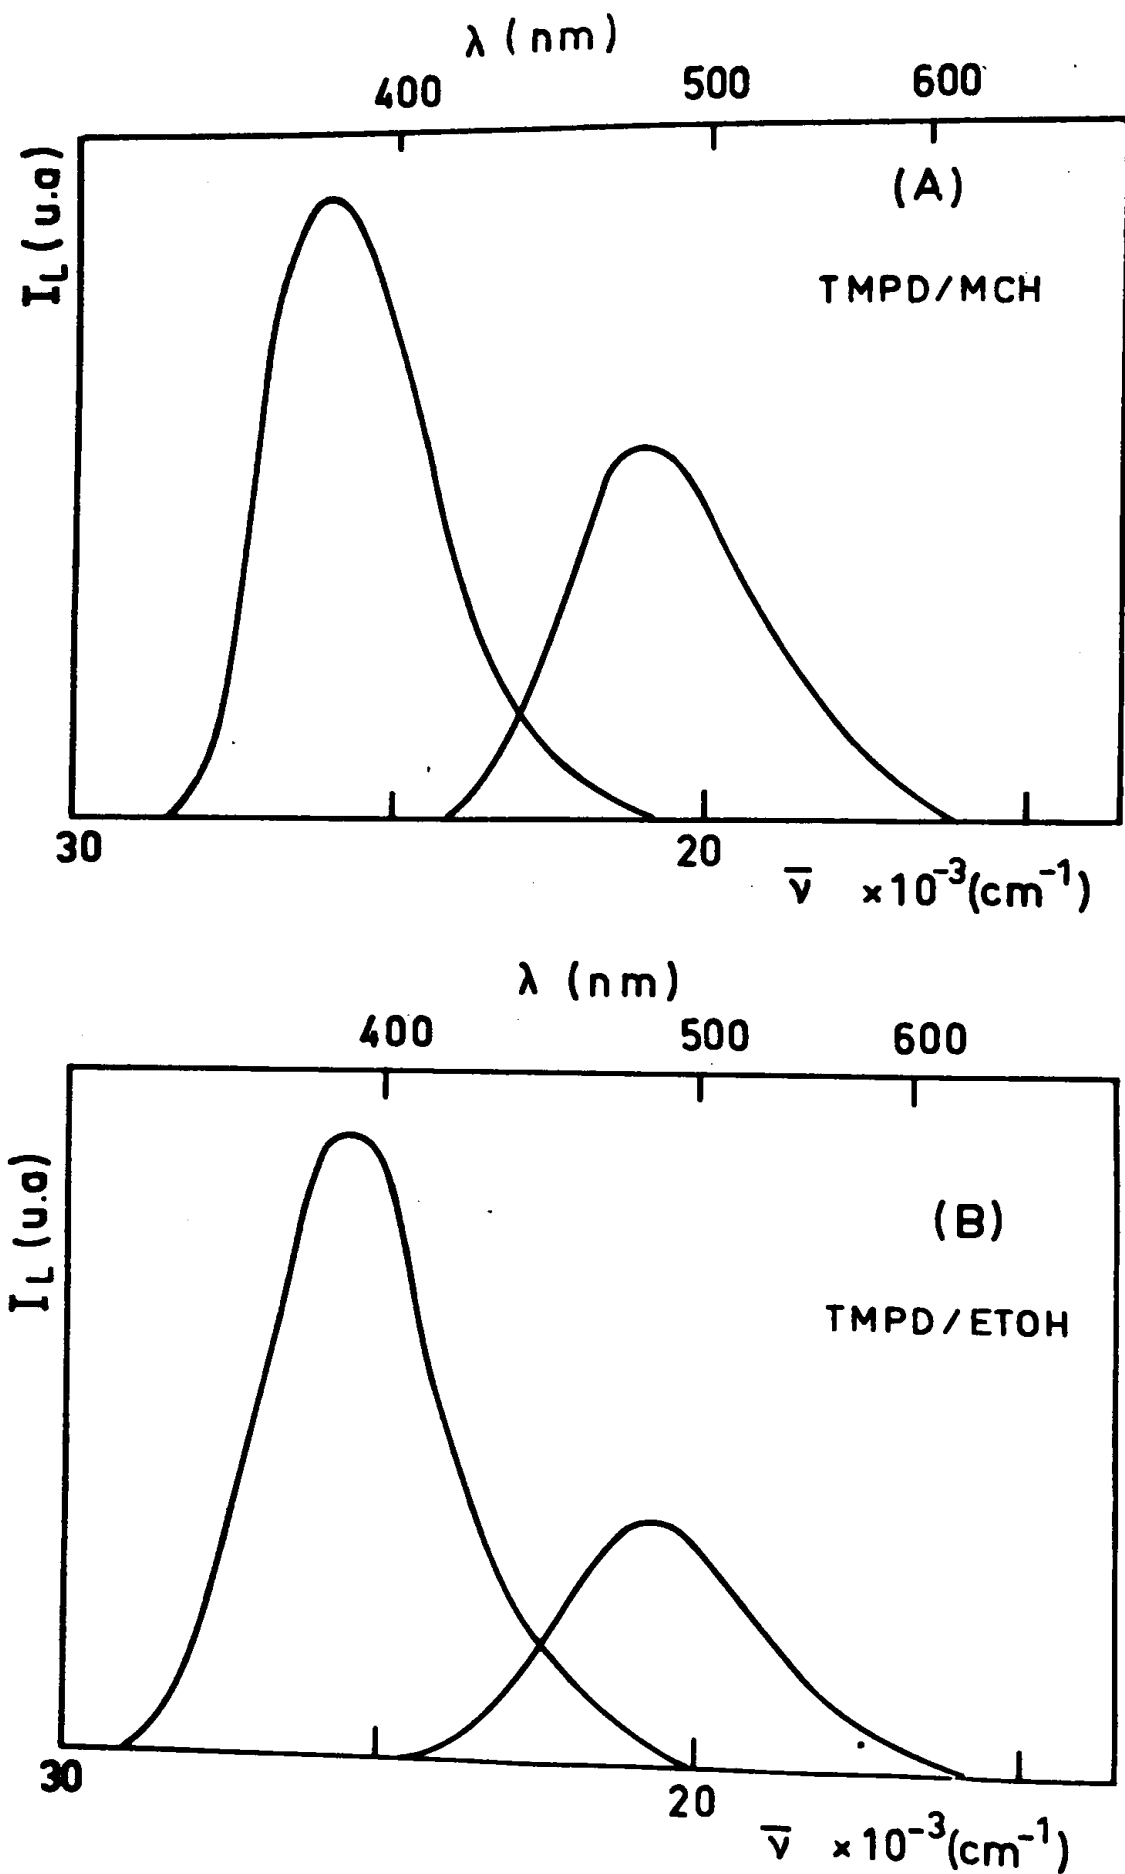 λ (nm)
400 500 600
I_L (u.a)
(A)
TMPD/MCH
30 20
ν̅ ×10⁻³(cm⁻¹)
λ (nm)
400 500 600
I_L (u.a)
(B)
TMPD/ETOH
30 20
ν̅ ×10⁻³(cm⁻¹)